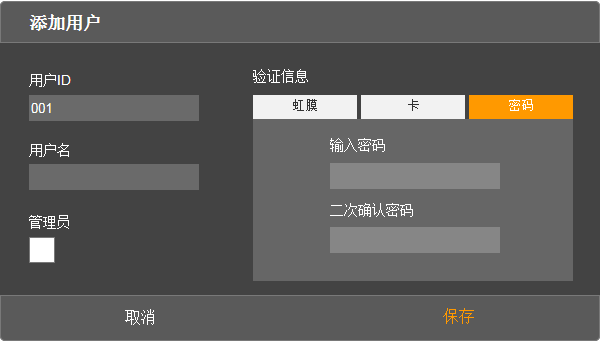 添加用户
用户ID
001
用户名
管理员
验证信息
虹膜 卡 密码
输入密码
二次确认密码
取消 保存